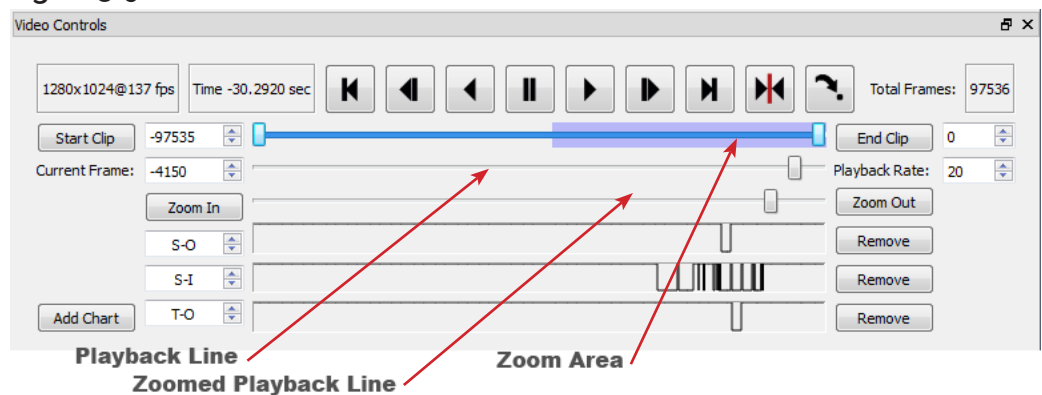 Video Controls
1280x1024@137 fps Time -30.2920 sec Total Frames: 97536
Start Clip -97535 End Clip 0
Current Frame: -4150 Playback Rate: 20
Zoom In Zoom Out
S-O Remove
S-I Remove
Add Chart T-O Remove
Playback Line Zoom Area
Zoomed Playback Line